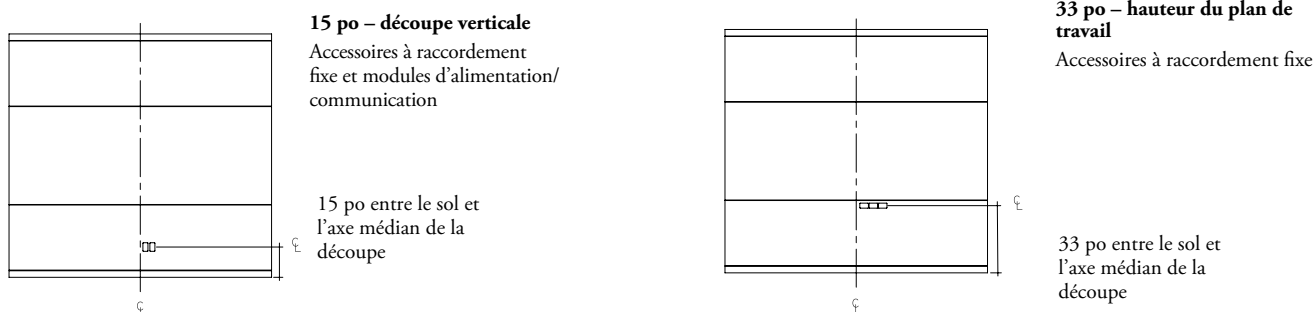 15 po – découpe verticale
Accessoires à raccordement
fixe et modules d’alimentation/
communication
15 po entre le sol et
l’axe médian de la
découpe
33 po – hauteur du plan de
travail
Accessoires à raccordement fixe
33 po entre le sol et
l’axe médian de la
découpe